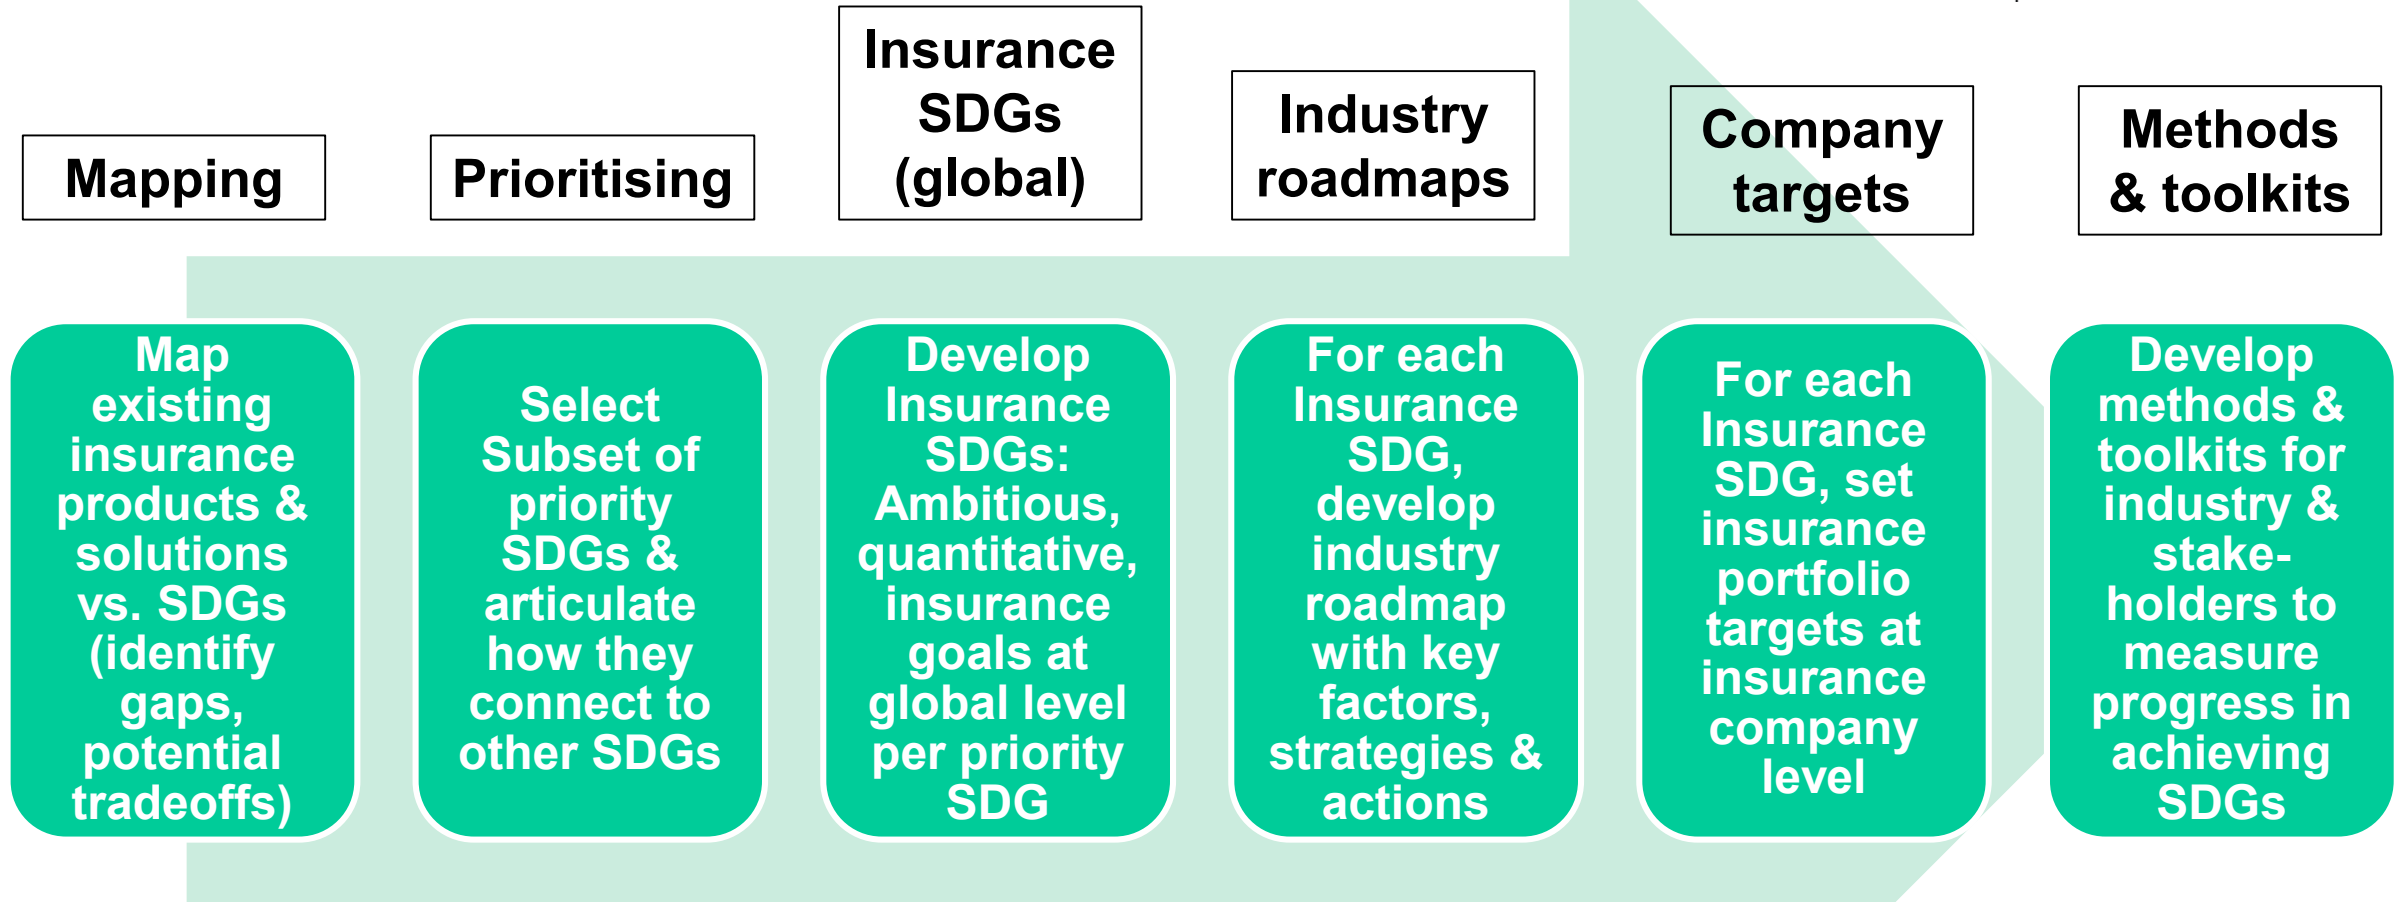 Mapping
Prioritising
Insurance
SDGs
(global)
Industry
roadmaps
Company
targets
Methods
& toolkits
Map
existing
insurance
products &
solutions
vs. SDGs
(identify
gaps,
potential
tradeoffs)
Select
Subset of
priority
SDGs &
articulate
how they
connect to
other SDGs
Develop
Insurance
SDGs:
Ambitious,
quantitative,
insurance
goals at
global level
per priority
SDG
For each
Insurance
SDG,
develop
industry
roadmap
with key
factors,
strategies &
actions
For each
Insurance
SDG, set
insurance
portfolio
targets at
insurance
company
level
Develop
methods &
toolkits for
industry &
stake-
holders to
measure
progress in
achieving
SDGs